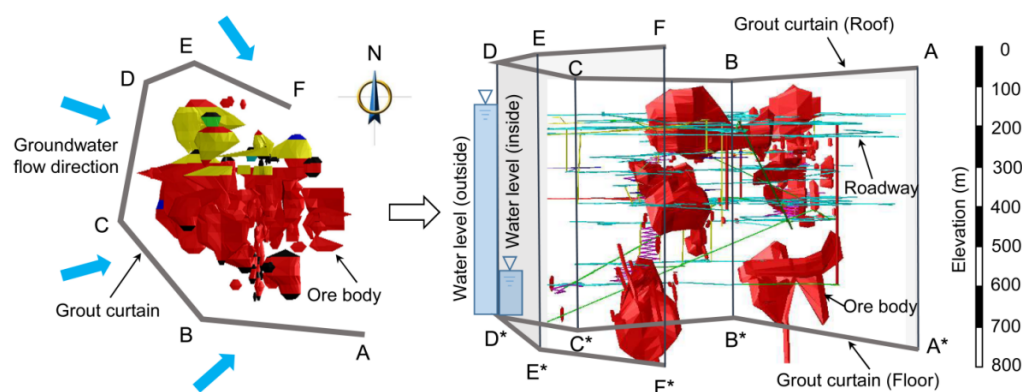 E
D
F
N
Groundwater
flow direction
C
Grout curtain
Ore body
B
A
Water level (outside)
Water level (inside)
D
E
F
C
Grout curtain (Roof)
B
A
Roadway
Ore body
D*
C*
B*
A*
E*
F*
Grout curtain (Floor)
Elevation (m)
0
100
200
300
400
500
600
700
800